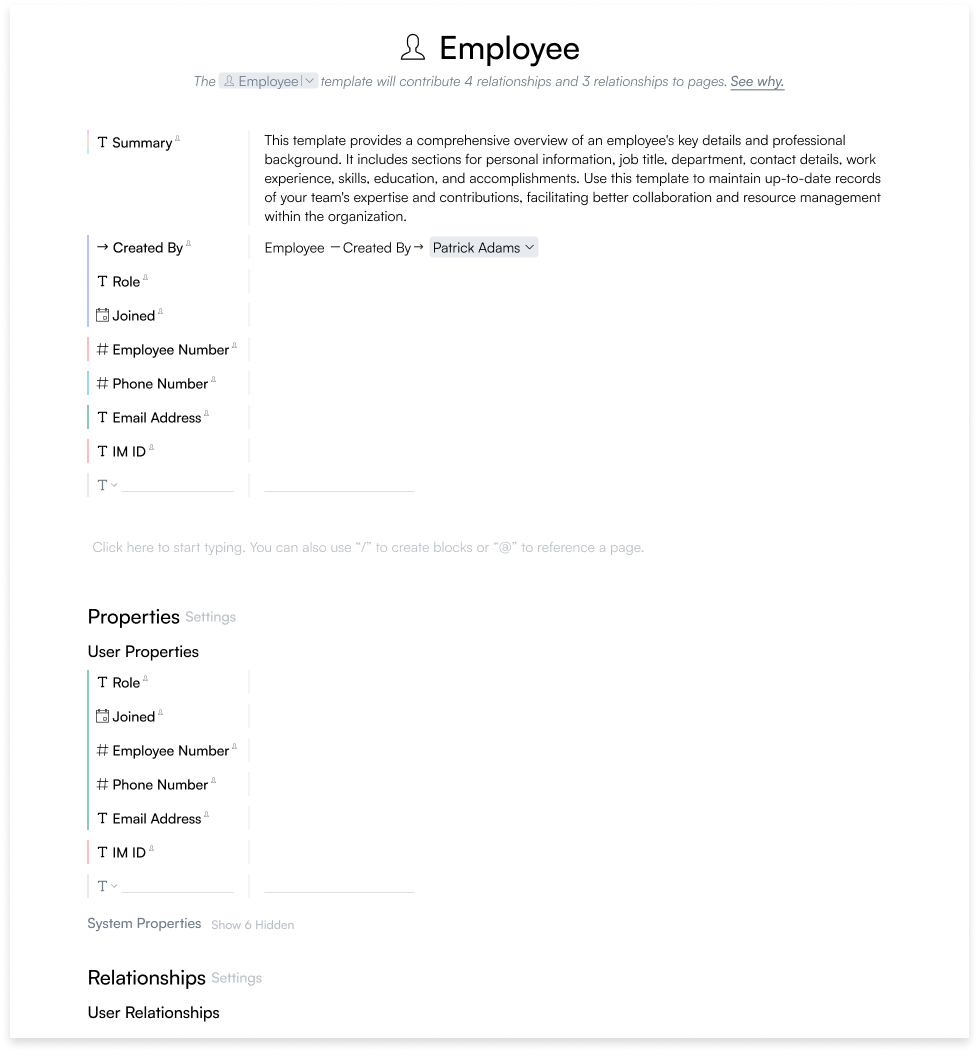 Employee
The Employee template will contribute 4 relationships and 3 relationships to pages. See why.
T Summary
This template provides a comprehensive overview of an employee's key details and professional
background. It includes sections for personal information, job title, department, contact details, work
experience, skills, education, and accomplishments. Use this template to maintain up-to-date records
of your team's expertise and contributions, facilitating better collaboration and resource management
within the organization.
→ Created By
Employee — Created By → Patrick Adams
T Role
Joined
# Employee Number
# Phone Number
T Email Address
T IM ID
T
Click here to start typing. You can also use “/” to create blocks or “@” to reference a page.
Properties Settings
User Properties
T Role
Joined
# Employee Number
# Phone Number
T Email Address
T IM ID
T
System Properties Show 6 Hidden
Relationships Settings
User Relationships